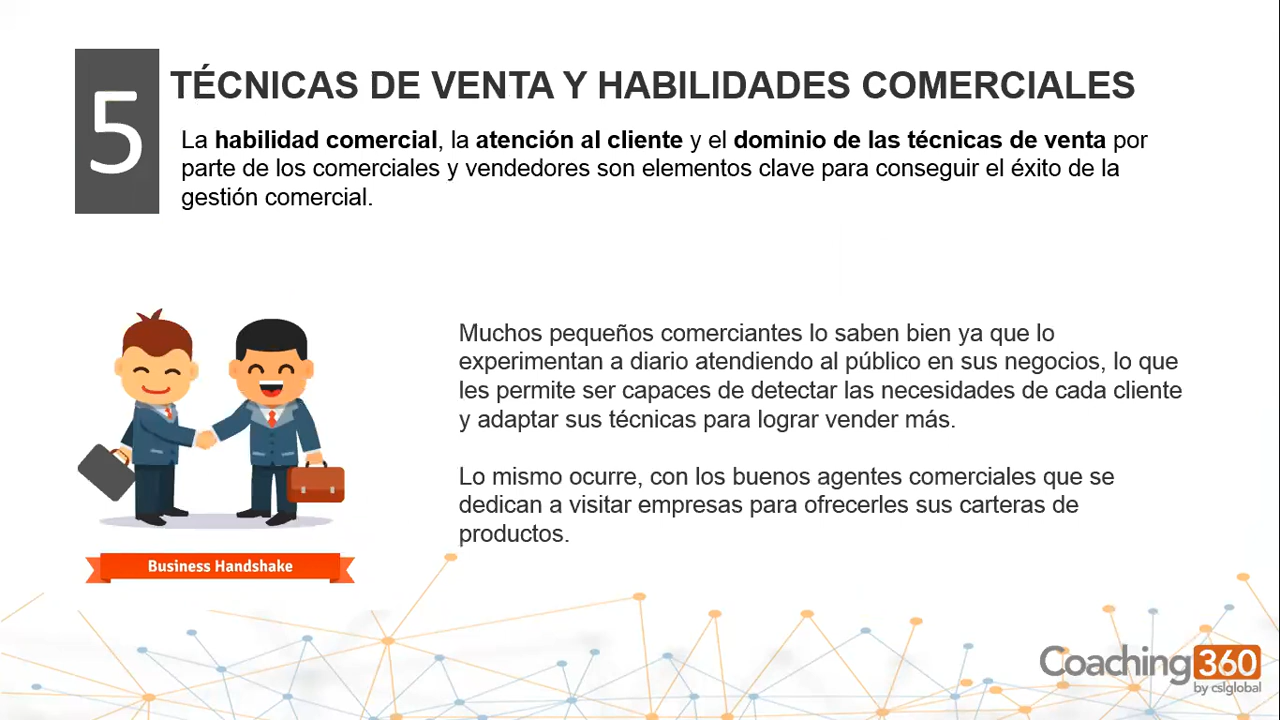 5
TÉCNICAS DE VENTA Y HABILIDADES COMERCIALES
La habilidad comercial, la atención al cliente y el dominio de las técnicas de venta por
parte de los comerciales y vendedores son elementos clave para conseguir el éxito de la
gestión comercial.
Muchos pequeños comerciantes lo saben bien ya que lo
experimentan a diario atendiendo al público en sus negocios, lo que
les permite ser capaces de detectar las necesidades de cada cliente
y adaptar sus técnicas para lograr vender más.
Lo mismo ocurre, con los buenos agentes comerciales que se
dedican a visitar empresas para ofrecerles sus carteras de
productos.
Business Handshake
Coaching 360
by cslglobal